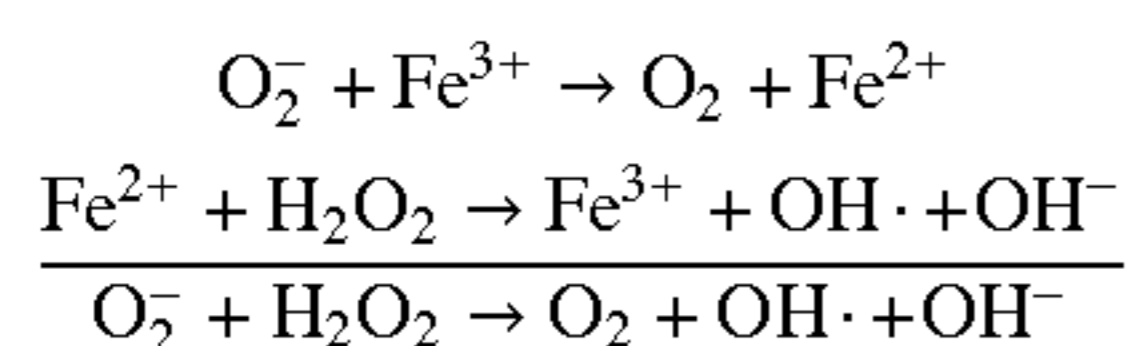 O₂⁻ + Fe³⁺ → O₂ + Fe²⁺
Fe²⁺ + H₂O₂ → Fe³⁺ + OH· +OH⁻
O₂⁻ + H₂O₂ → O₂ + OH· +OH⁻